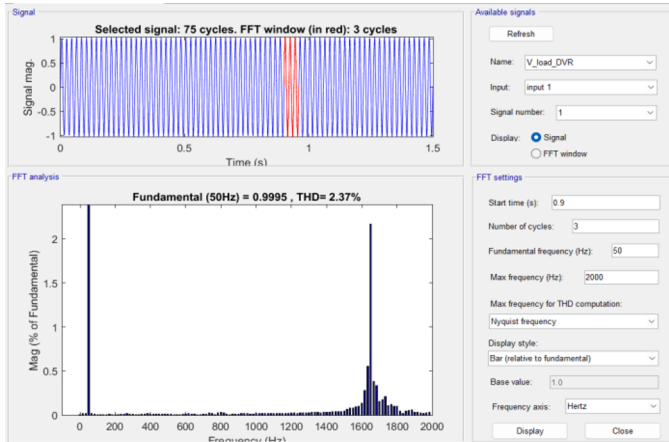 Signal
Selected signal: 75 cycles. FFT window (in red): 3 cycles
Signal mag.
1
0.5
0
-0.5
-1
0
0.5
1
1.5
Time (s)
FFT analysis
Fundamental (50Hz) = 0.9995 , THD= 2.37%
Mag (% of Fundamental)
2
1.5
1
0.5
0
0 200 400 600 800 1000 1200 1400 1600 1800 2000
Frequency (Hz)
Available signals
Refresh
Name: V_load_DVR
Input: input 1
Signal number: 1
Display: Signal
FFT window
FFT settings
Start time (s): 0.9
Number of cycles: 3
Fundamental frequency (Hz): 50
Max frequency (Hz): 2000
Max frequency for THD computation:
Nyquist frequency
Display style:
Bar (relative to fundamental)
Base value: 1.0
Frequency axis: Hertz
Display Close